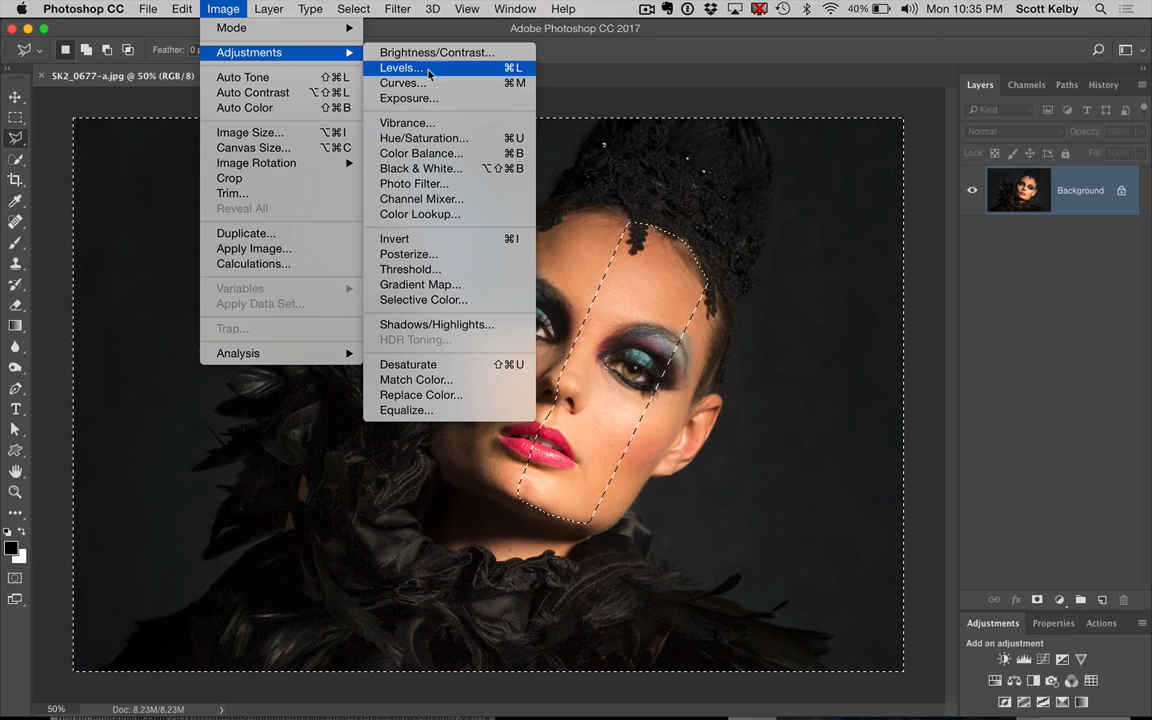 Photoshop CC File Edit Image Layer Type Select Filter 3D View Window Help 40% Mon 10:35 PM Scott Kelby
Adobe Photoshop CC 2017
Feather: 0
SK2_0677-a.jpg @ 50% (RGB/8)
Mode
Adjustments
Auto Tone ⇧⌘L
Auto Contrast ⌥⇧⌘L
Auto Color ⇧⌘B
Image Size... ⌥⌘I
Canvas Size... ⌥⌘C
Image Rotation
Crop
Trim...
Reveal All
Duplicate...
Apply Image...
Calculations...
Variables
Apply Data Set...
Trap...
Analysis
Brightness/Contrast...
Levels... ⌘L
Curves... ⌘M
Exposure...
Vibrance...
Hue/Saturation... ⌘U
Color Balance... ⌘B
Black & White... ⌥⇧⌘B
Photo Filter...
Channel Mixer...
Color Lookup...
Invert ⌘I
Posterize...
Threshold...
Gradient Map...
Selective Color...
Shadows/Highlights...
HDR Toning...
Desaturate ⇧⌘U
Match Color...
Replace Color...
Equalize...
Layers Channels Paths
Kind
Normal Opacity: 100%
Lock: Fill: 100%
Background
Adjustments Properties Actions
Add an adjustment
50% Doc: 8.23M/8.23M